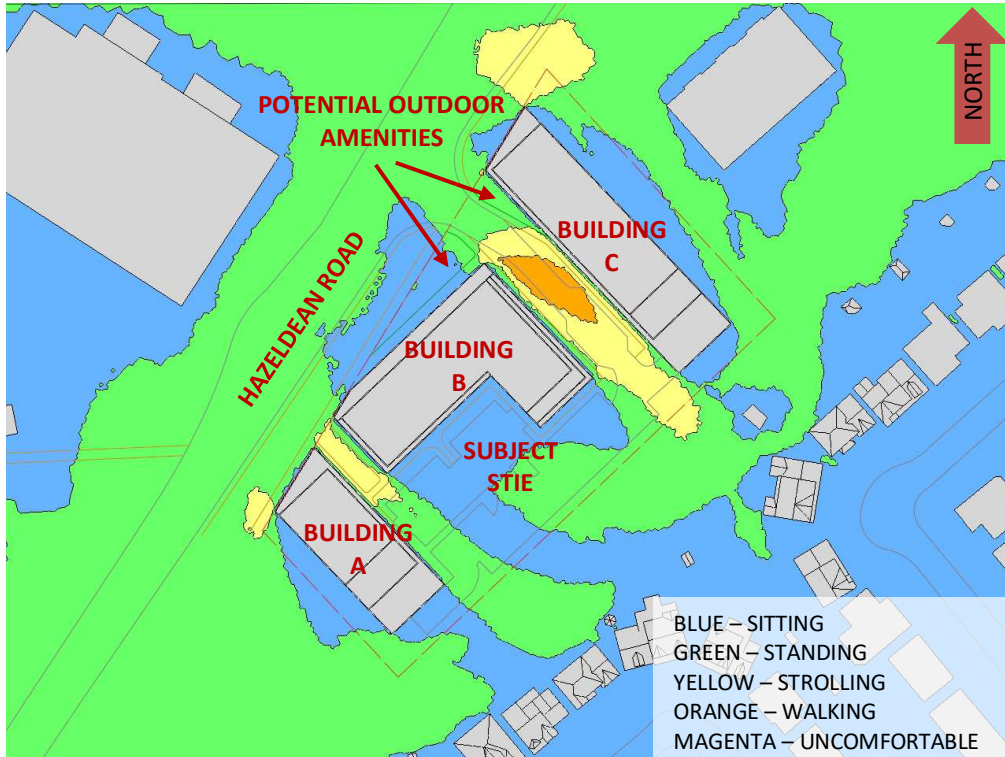 NORTH
POTENTIAL OUTDOOR
AMENITIES
BUILDING
C
HAZELDEAN ROAD
BUILDING
B
SUBJECT
STIE
BUILDING
A
BLUE – SITTING
GREEN – STANDING
YELLOW – STROLLING
ORANGE – WALKING
MAGENTA – UNCOMFORTABLE